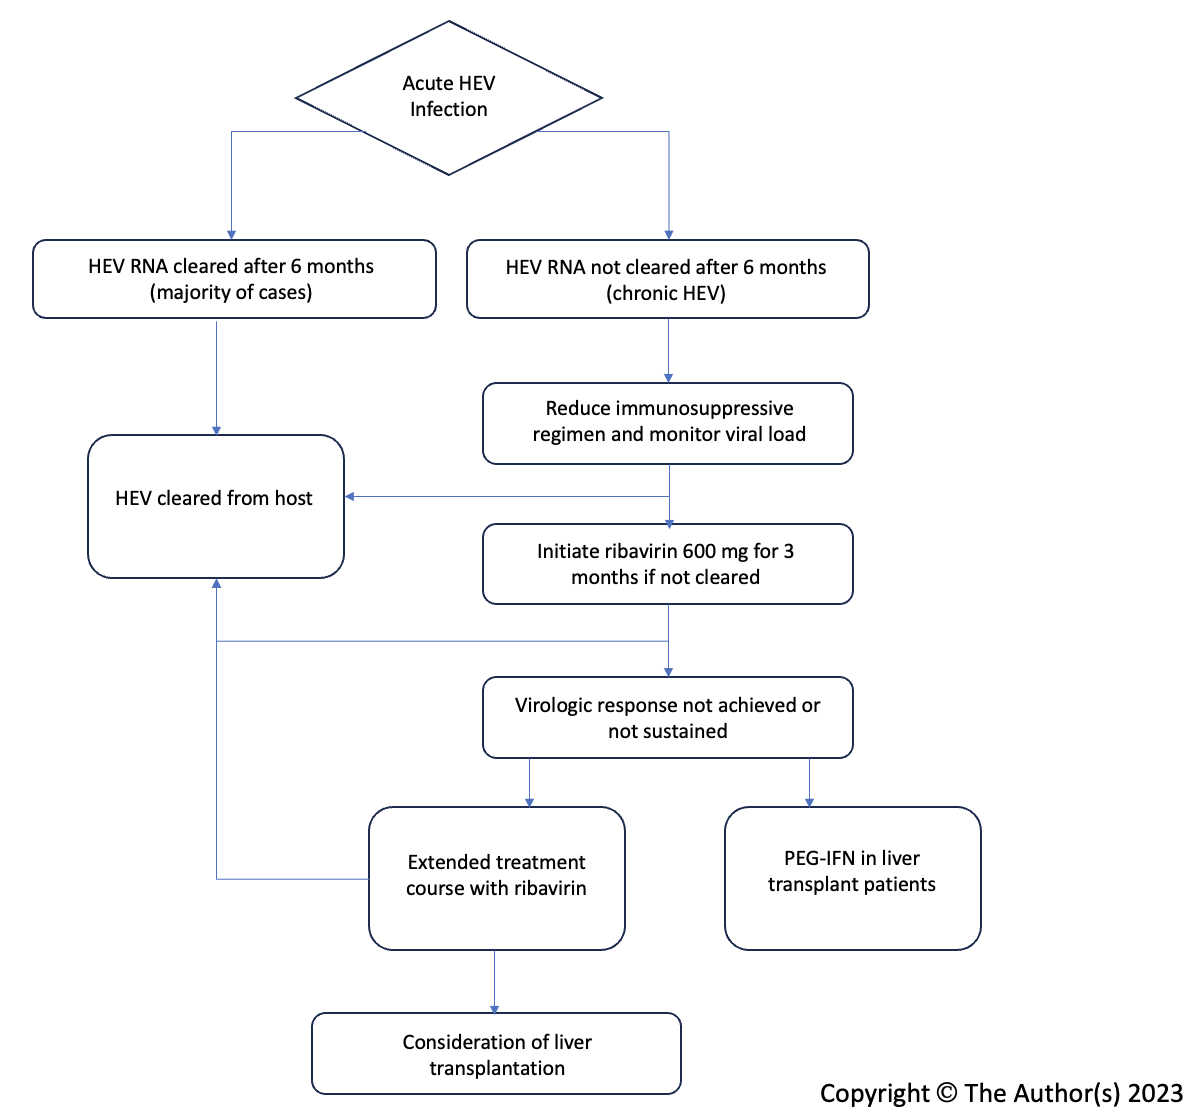 Acute HEV
Infection
HEV RNA cleared after 6 months
(majority of cases)
HEV RNA not cleared after 6 months
(chronic HEV)
Reduce immunosuppressive
regimen and monitor viral load
HEV cleared from host
Initiate ribavirin 600 mg for 3
months if not cleared
Virologic response not achieved or
not sustained
Extended treatment
course with ribavirin
PEG-IFN in liver
transplant patients
Consideration of liver
transplantation
Copyright © The Author(s) 2023